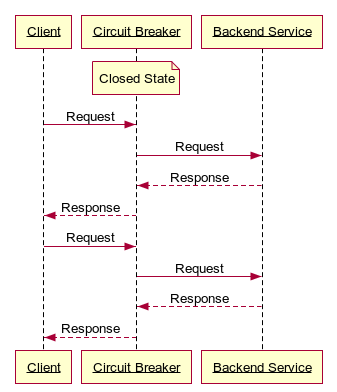 Client Circuit Breaker Backend Service
Closed State
Request
Request
Response
Response
Request
Request
Response
Response
Client Circuit Breaker Backend Service